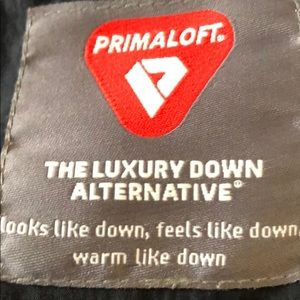 PRIMALOFT®
THE LUXURY DOWN
ALTERNATIVE®
looks like down, feels like down,
warm like down